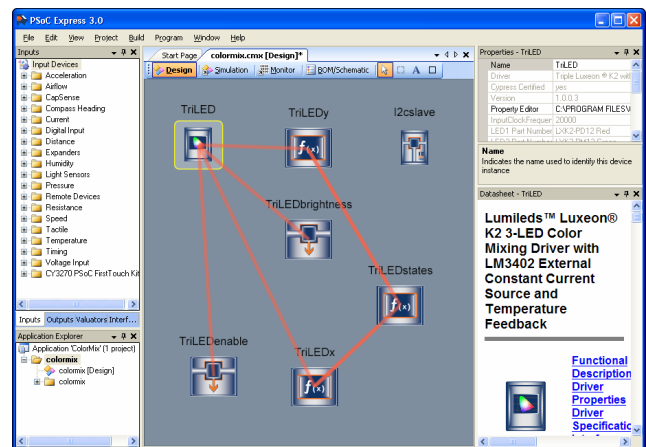 PSoC Express 3.0
File Edit View Project Build Program Window Help
Inputs
Input Devices
Acceleration
Airflow
CapSense
Compass Heading
Current
Digital Input
Distance
Expanders
Humidity
Light Sensors
Pressure
Remote Devices
Resistance
Speed
Tactile
Temperature
Timing
Voltage Input
CY3270 PSoC FirstTouch Kit
Inputs Outputs Valuators Interf...
Application Explorer
Application 'ColorMix' (1 project)
colormix
colormix [Design]
colormix
Start Page colormix.cmx [Design]*
Design Simulation Monitor BOM/Schematic A
TriLED
TriLEDy
I2cslave
TriLEDbrightness
TriLEDstates
TriLEDenable
TriLEDx
f(x)
f(x)
f(x)
Properties - TriLED
Name TriLED
Driver Triple Luxeon ® K2 with
Cypress Certified yes
Version 1.0.0.3
Property Editor C:\PROGRAM FILES\
InputClockFrequer 20000
LED1 Part Number LXK2-PD12 Red
Name
Indicates the name used to identify this device
instance
Datasheet - TriLED
Lumileds™ Luxeon®
K2 3-LED Color
Mixing Driver with
LM3402 External
Constant Current
Source and
Temperature
Feedback
Functional
Description
Driver
Properties
Driver
Specificatio